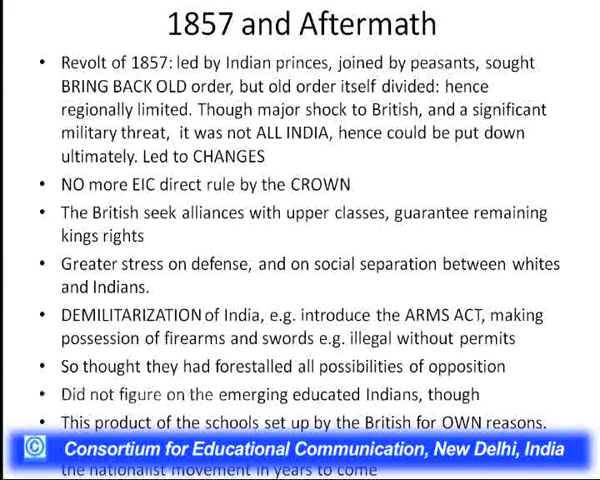 1857 and Aftermath
• Revolt of 1857: led by Indian princes, joined by peasants, sought
BRING BACK OLD order, but old order itself divided: hence
regionally limited. Though major shock to British, and a significant
military threat,  it was not ALL INDIA, hence could be put down
ultimately. Led to CHANGES
• NO more EIC direct rule by the CROWN
• The British seek alliances with upper classes, guarantee remaining
kings rights
• Greater stress on defense, and on social separation between whites
and Indians.
• DEMILITARIZATION of India, e.g. introduce the ARMS ACT, making
possession of firearms and swords e.g. illegal without permits
• So thought they had forestalled all possibilities of opposition
• Did not figure on the emerging educated Indians, though
• This product of the schools set up by the British for OWN reasons.
© Consortium for Educational Communication, New Delhi, India
the nationalist movement in years to come